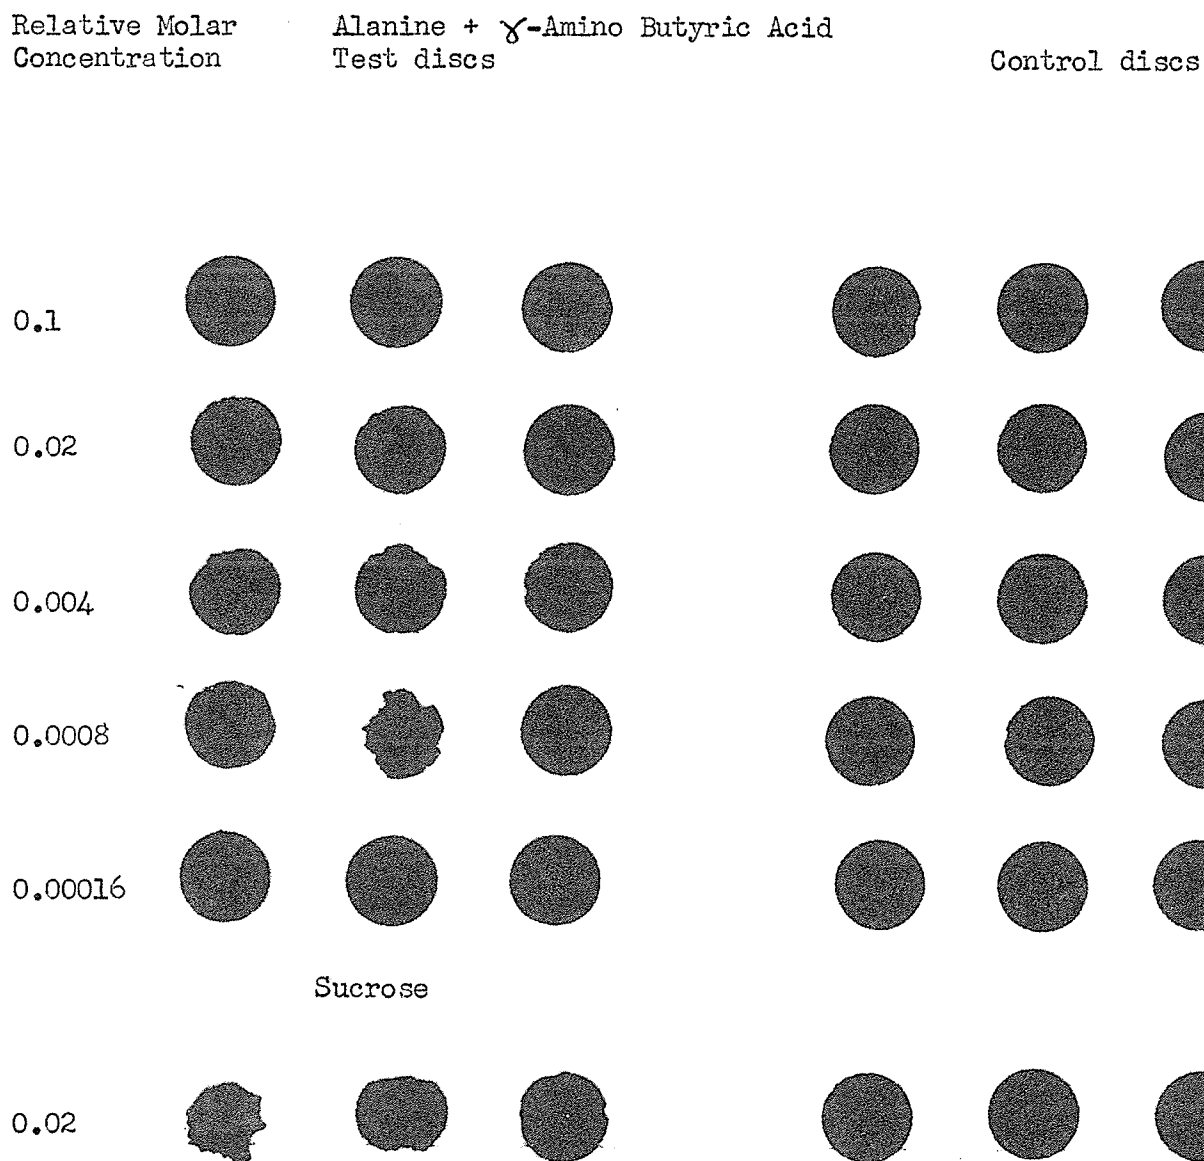 Relative Molar
Concentration
Alanine + γ-Amino Butyric Acid
Test discs
Control discs
0.1
0.02
0.004
0.0008
0.00016
Sucrose
0.02